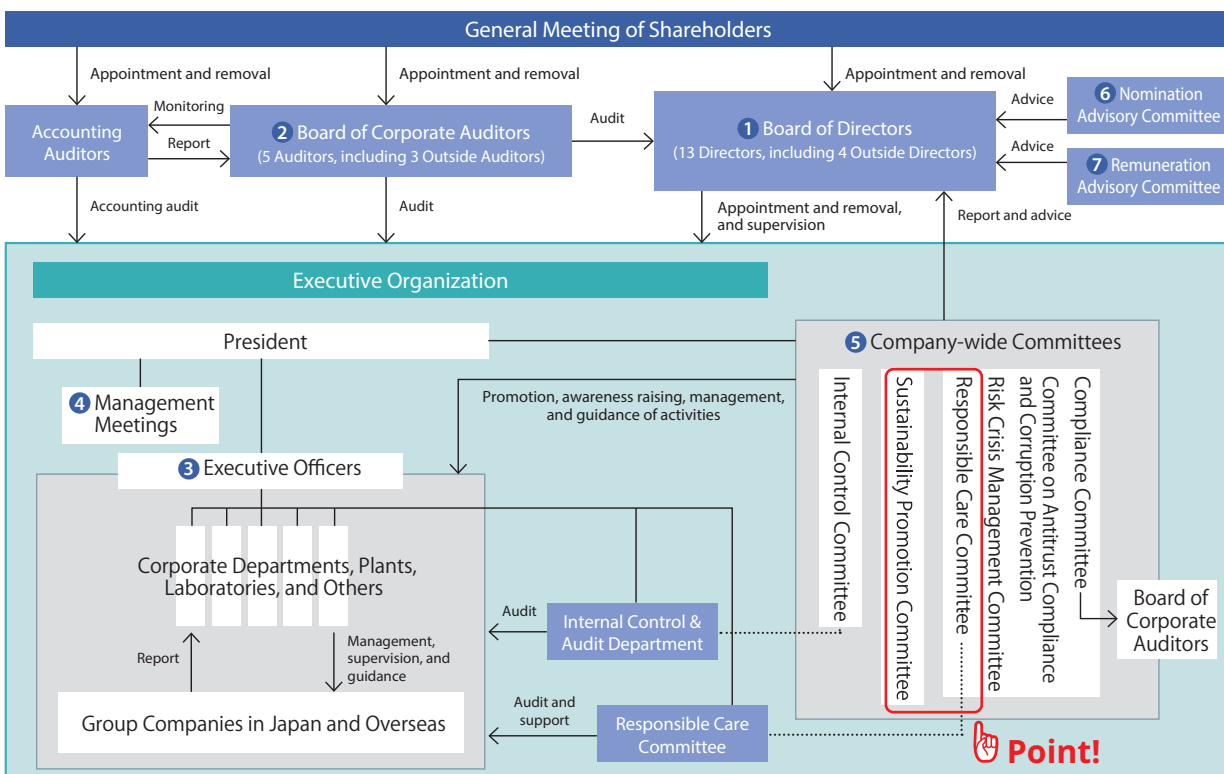 General Meeting of Shareholders
Appointment and removal
Appointment and removal
Appointment and removal
Accounting
Auditors
Monitoring
Report
2 Board of Corporate Auditors
(5 Auditors, including 3 Outside Auditors)
Audit
1 Board of Directors
(13 Directors, including 4 Outside Directors)
Advice
6 Nomination
Advisory Committee
Advice
7 Remuneration
Advisory Committee
Accounting audit
Audit
Appointment and removal,
and supervision
Report and advice
Executive Organization
President
4 Management
Meetings
3 Executive Officers
Promotion, awareness raising, management,
and guidance of activities
5 Company-wide Committees
Internal Control Committee
Sustainability Promotion Committee
Responsible Care Committee
Risk Crisis Management Committee
Committee on Antitrust Compliance
and Corruption Prevention
Compliance Committee
Board of
Corporate
Auditors
Corporate Departments, Plants,
Laboratories, and Others
Report
Management,
supervision, and
guidance
Group Companies in Japan and Overseas
Audit
Internal Control &
Audit Department
Audit and
support
Responsible Care
Committee
Point!